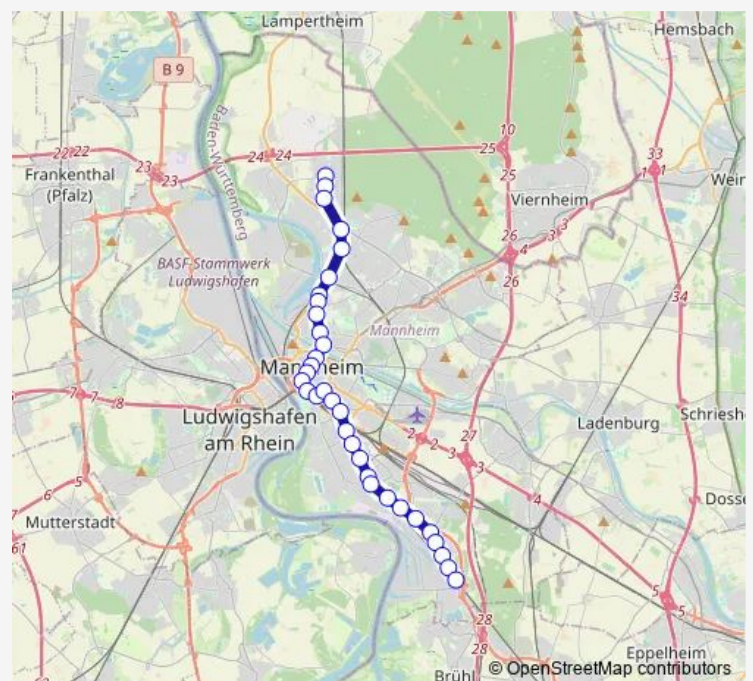 Lampertheim
Hemsbach
B 9
10
22 22
23
23
24 24
25
25
33
1 1
Frankenthal
(Pfalz)
Wein
Baden-Württemberg
Viernheim
26
3
3
4
26
BASF-Stammwerk
Ludwigshafen
34
Mannheim
Mannheim
7 7 8
Ludwigshafen
am Rhein
Ladenburg
Schriesh
2 2
27
3 3
4
5
Dosse
Mutterstadt
61
5
5
28
28
Eppelheim
Brühl
© OpenStreetMap contributors